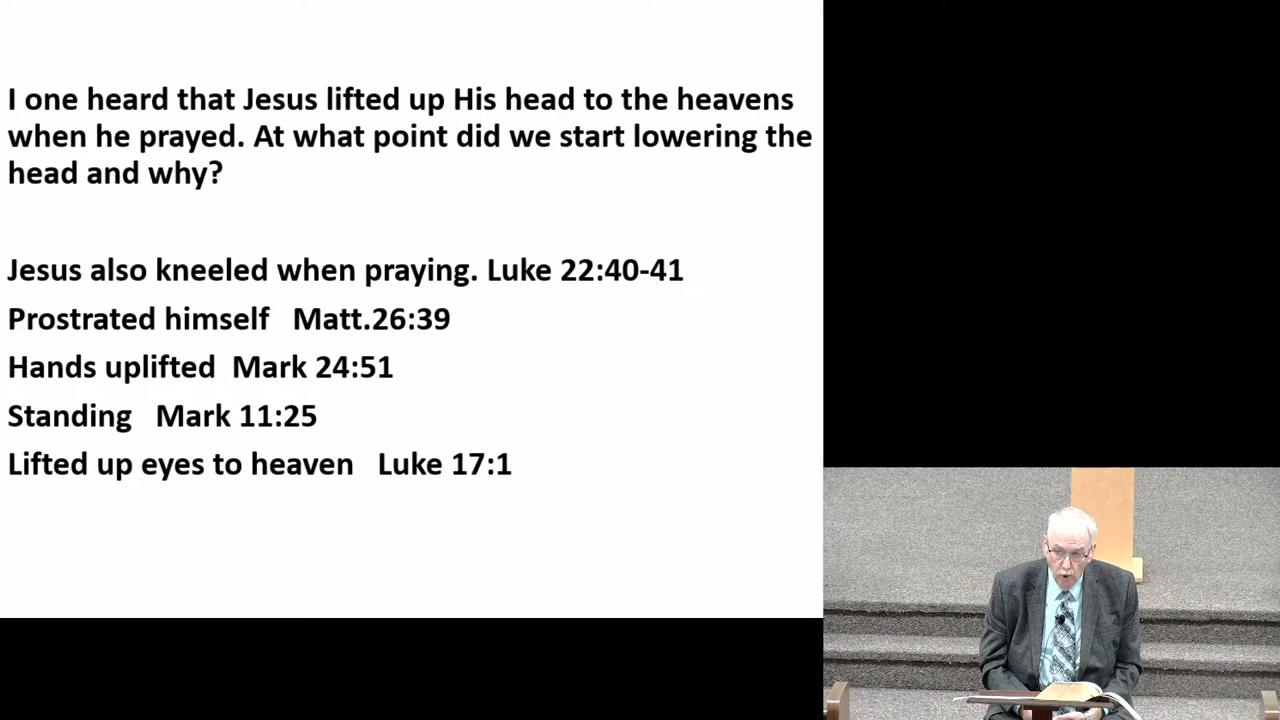 I one heard that Jesus lifted up His head to the heavens
when he prayed. At what point did we start lowering the
head and why?
Jesus also kneeled when praying. Luke 22:40-41
Prostrated himself Matt.26:39
Hands uplifted Mark 24:51
Standing Mark 11:25
Lifted up eyes to heaven Luke 17:1